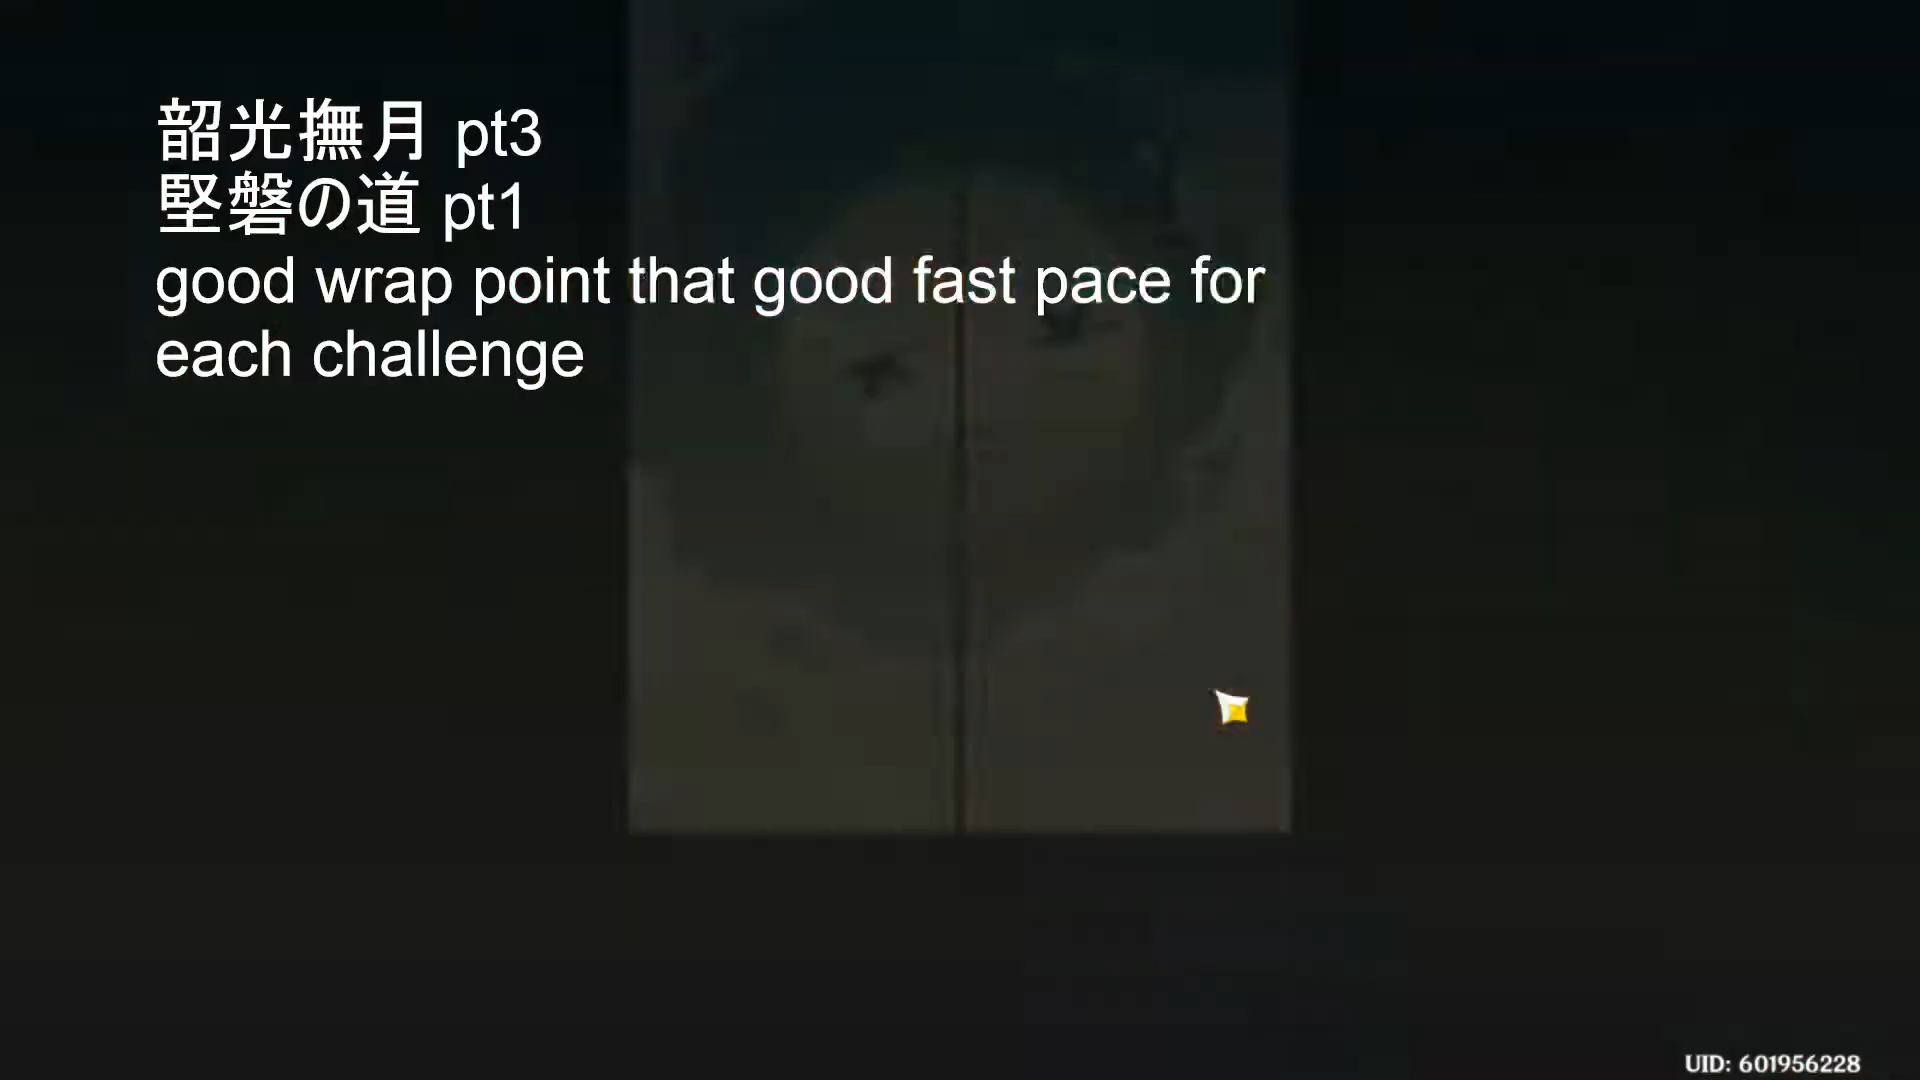 韶光撫月 pt3
堅磐の道 pt1
good wrap point that good fast pace for
each challenge
UID: 601956228